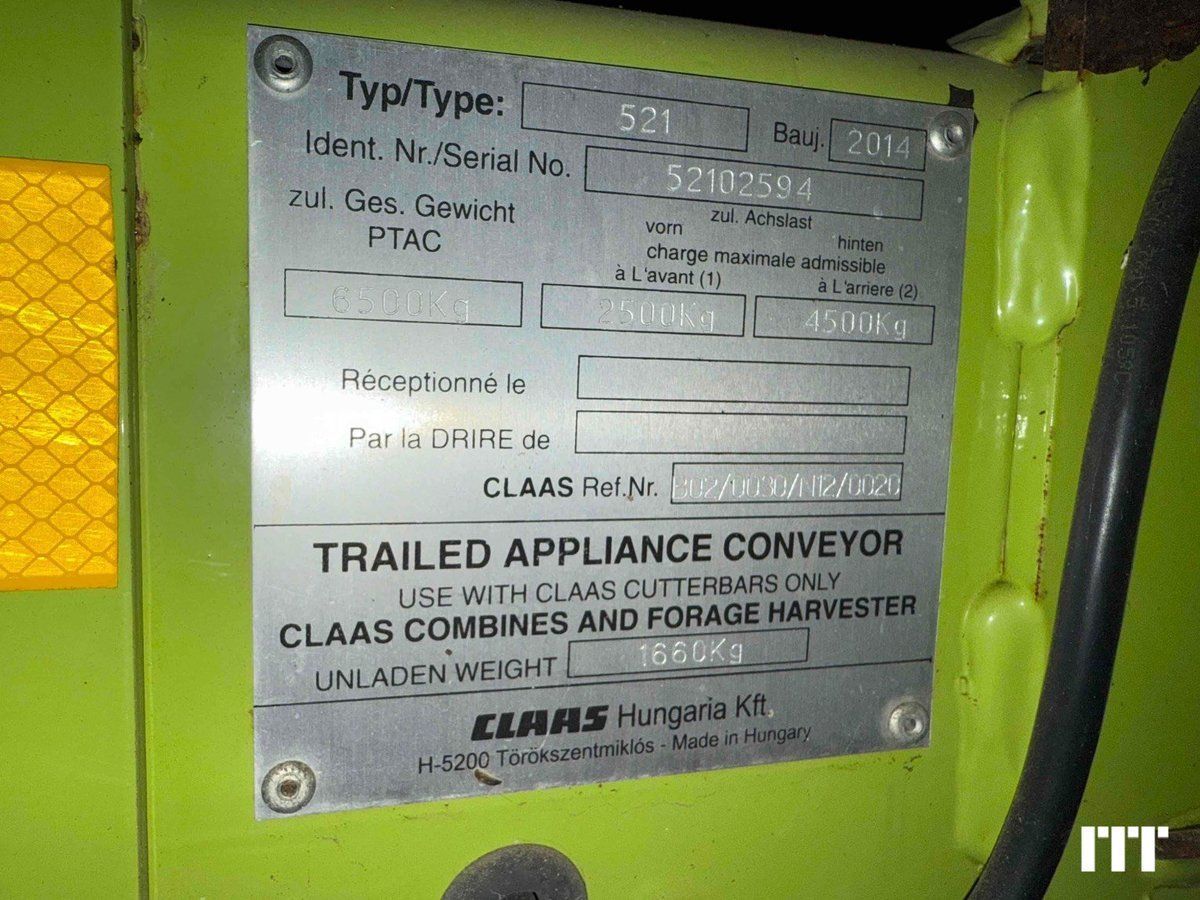 Typ/Type: 521 Bauj. 2014
Ident. Nr./Serial No. 52102594
zul. Ges. Gewicht
PTAC
zul. Achslast
vorn hinten
charge maximale admissible
à L'avant (1) à L'arriere (2)
6500Kg 2500Kg 4500Kg
Réceptionné le
Par la DRIRE de
CLAAS Ref.Nr. B02/0030/N12/0020
TRAILED APPLIANCE CONVEYOR
USE WITH CLAAS CUTTERBARS ONLY
CLAAS COMBINES AND FORAGE HARVESTER
UNLADEN WEIGHT 1660Kg
CLAAS Hungaria Kft.
H-5200 Törökszentmiklós - Made in Hungary